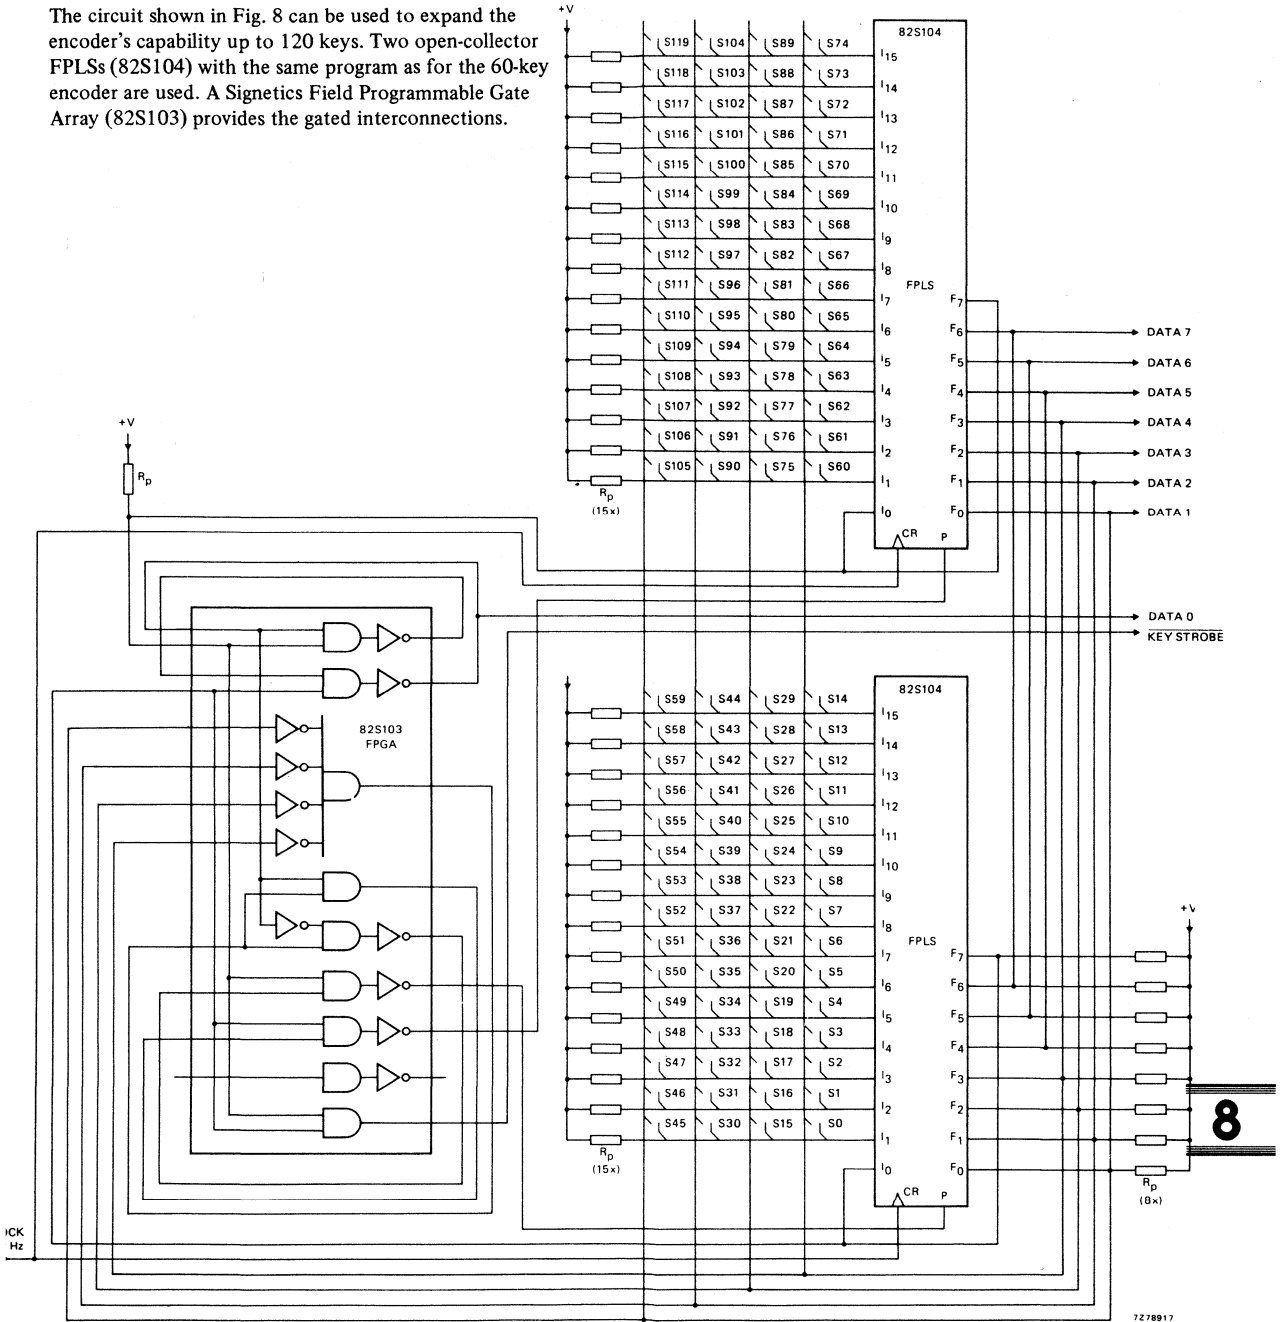 The circuit shown in Fig. 8 can be used to expand the
encoder's capability up to 120 keys. Two open-collector
FPLSs (82S104) with the same program as for the 60-key
encoder are used. A Signetics Field Programmable Gate
Array (82S103) provides the gated interconnections.
+V
82S104
S119 S104 S89 S74 I15
S118 S103 S88 S73 I14
S117 S102 S87 S72 I13
S116 S101 S86 S71 I12
S115 S100 S85 S70 I11
S114 S99 S84 S69 I10
S113 S98 S83 S68 I9
S112 S97 S82 S67 I8
FPLS
S111 S96 S81 S66 I7 F7
S110 S95 S80 S65 I6 F6 DATA 7
S109 S94 S79 S64 I5 F5 DATA 6
S108 S93 S78 S63 I4 F4 DATA 5
S107 S92 S77 S62 I3 F3 DATA 4
S106 S91 S76 S61 I2 F2 DATA 3
S105 S90 S75 S60 I1 F1 DATA 2
Rp
(15x)
I0 F0 DATA 1
CR P
+V
Rp
DATA 0
KEY STROBE
82S103
FPGA
82S104
S59 S44 S29 S14 I15
S58 S43 S28 S13 I14
S57 S42 S27 S12 I13
S56 S41 S26 S11 I12
S55 S40 S25 S10 I11
S54 S39 S24 S9 I10
S53 S38 S23 S8 I9
S52 S37 S22 S7 I8
FPLS
S51 S36 S21 S6 I7 F7
S50 S35 S20 S5 I6 F6
S49 S34 S19 S4 I5 F5
S48 S33 S18 S3 I4 F4
S47 S32 S17 S2 I3 F3
S46 S31 S16 S1 I2 F2
S45 S30 S15 S0 I1 F1
Rp
(15x)
I0 F0
CR P
+V
Rp
(8x)
8
OCK
Hz
7Z78917